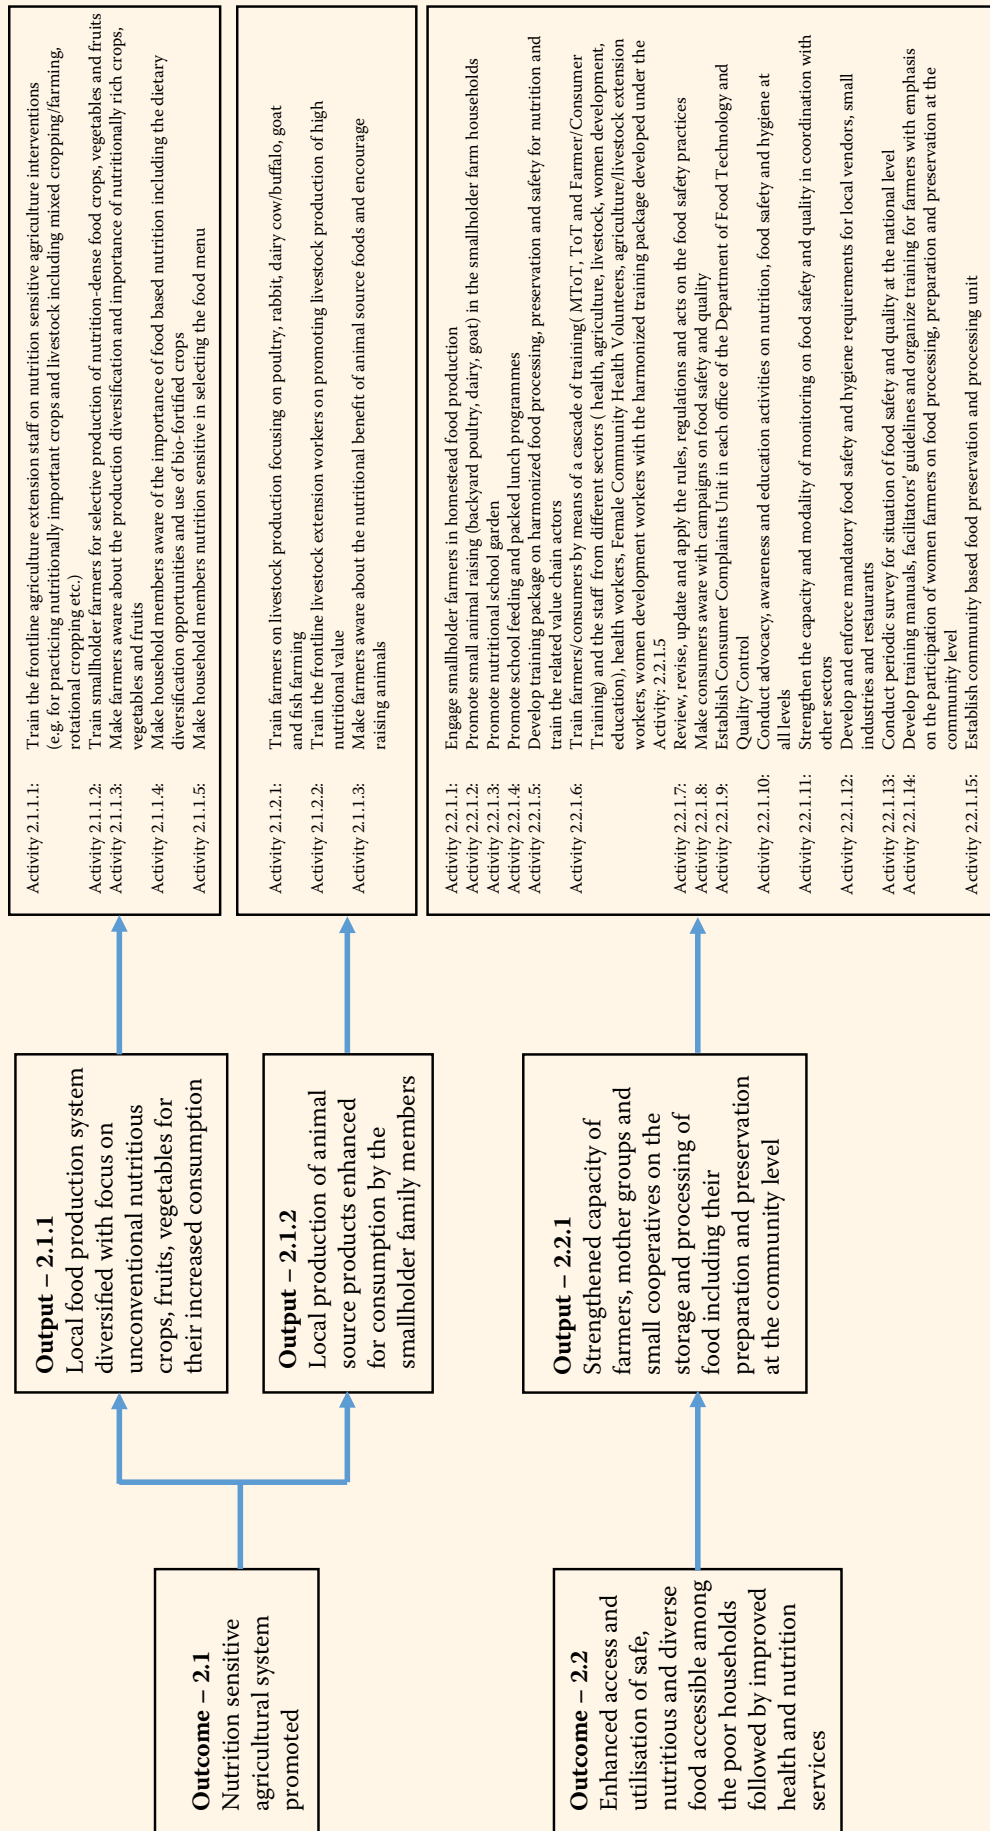 Outcome – 2.1
Nutrition sensitive
agricultural system
promoted
Outcome – 2.2
Enhanced access and
utilisation of safe,
nutritious and diverse
food accessible among
the poor households
followed by improved
health and nutrition
services
Output – 2.1.1
Local food production system
diversified with focus on
unconventional nutritious
crops, fruits, vegetables for
their increased consumption
Output – 2.1.2
Local production of animal
source products enhanced
for consumption by the
smallholder family members
Output – 2.2.1
Strengthened capacity of
farmers, mother groups and
small cooperatives on the
storage and processing of
food including their
preparation and preservation
at the community level
Activity 2.1.1.1: Train the frontline agriculture extension staff on nutrition sensitive agriculture interventions
(e.g, for practicing nutritionally important crops and livestock including mixed cropping/farming,
rotational cropping etc.)
Activity 2.1.1.2: Train smallholder farmers for selective production of nutrition-dense food crops, vegetables and fruits
Activity 2.1.1.3: Make farmers aware about the production diversification and importance of nutritionally rich crops,
vegetables and fruits
Activity 2.1.1.4: Make household members aware of the importance of food based nutrition including the dietary
diversification opportunities and use of bio-fortified crops
Activity 2.1.1.5: Make household members nutrition sensitive in selecting the food menu
Activity 2.1.2.1: Train farmers on livestock production focusing on poultry, rabbit, dairy cow/buffalo, goat
and fish farming
Activity 2.1.2.2: Train the frontline livestock extension workers on promoting livestock production of high
nutritional value
Activity 2.1.1.3: Make farmers aware about the nutritional benefit of animal source foods and encourage
raising animals
Activity 2.2.1.1: Engage smallholder farmers in homestead food production
Activity 2.2.1.2: Promote small animal raising (backyard poultry, dairy, goat) in the smallholder farm households
Activity 2.2.1.3: Promote nutritional school garden
Activity 2.2.1.4: Promote school feeding and packed lunch programmes
Activity 2.2.1.5: Develop training package on harmonized food processing, preservation and safety for nutrition and
train the related value chain actors
Activity 2.2.1.6: Train farmers/consumers by means of a cascade of training( MToT, ToT and Farmer/Consumer
Training) and the staff from different sectors ( health, agriculture, livestock, women development,
education), health workers, Female Community Health Volunteers, agriculture/livestock extension
workers, women development workers with the harmonized training package developed under the
Activity: 2.2.1.5
Activity 2.2.1.7: Review, revise, update and apply the rules, regulations and acts on the food safety practices
Activity 2.2.1.8: Make consumers aware with campaigns on food safety and quality
Activity 2.2.1.9: Establish Consumer Complaints Unit in each office of the Department of Food Technology and
Quality Control
Activity 2.2.1.10: Conduct advocacy, awareness and education activities on nutrition, food safety and hygiene at
all levels
Activity 2.2.1.11: Strengthen the capacity and modality of monitoring on food safety and quality in coordination with
other sectors
Activity 2.2.1.12: Develop and enforce mandatory food safety and hygiene requirements for local vendors, small
industries and restaurants
Activity 2.2.1.13: Conduct periodic survey for situation of food safety and quality at the national level
Activity 2.2.1.14: Develop training manuals, facilitators' guidelines and organize training for farmers with emphasis
on the participation of women farmers on food processing, preparation and preservation at the
community level
Activity 2.2.1.15: Establish community based food preservation and processing unit